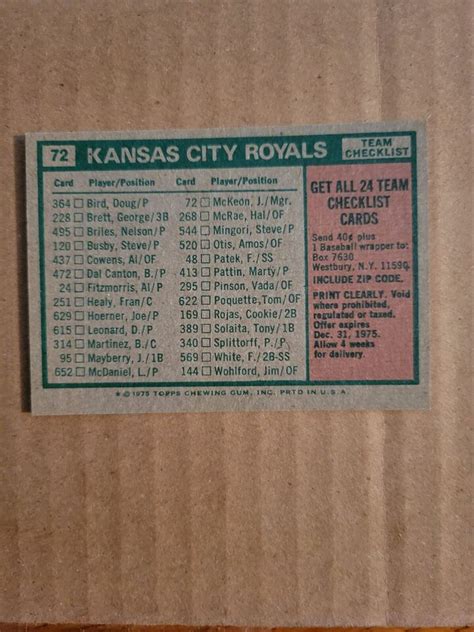 72 KANSAS CITY ROYALS TEAM CHECKLIST
Card Player/Position Card Player/Position
364 Bird, Doug/P 72 McKeon, J./Mgr.
228 Brett, George/3B 268 McRae, Hal/OF
495 Briles, Nelson/P 544 Mingori, Steve/P
120 Busby, Steve/P 520 Otis, Amos/OF
437 Cowens, Al/OF 48 Patek, F./SS
472 Dal Canton, B./P 413 Pattin, Marty/P
24 Fitzmorris, Al/P 295 Pinson, Vada/OF
251 Healy, Fran/C 622 Poquette, Tom/OF
629 Hoerner, Joe/P 169 Rojas, Cookie/2B
615 Leonard, D./P 389 Solaita, Tony/1B
314 Martinez, B./C 340 Splittorff, P./P
95 Mayberry, J./1B 569 White, F./2B-SS
652 McDaniel, L./P 144 Wohlford, Jim/OF
GET ALL 24 TEAM
CHECKLIST
CARDS
Send 40¢ plus
1 Baseball wrapper to:
Box 7630
Westbury, N.Y. 11590.
INCLUDE ZIP CODE.
PRINT CLEARLY. Void
where prohibited,
regulated or taxed.
Offer expires
Dec. 31, 1975.
Allow 4 weeks
for delivery.
* © 1975 TOPPS CHEWING GUM, INC. PRTD IN U.S.A.